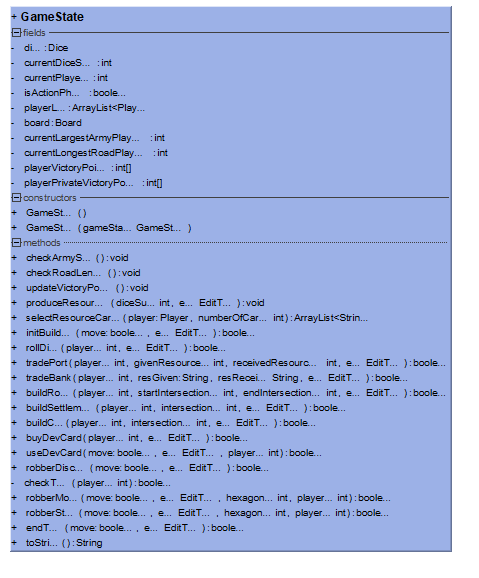 + GameState
fields
- di... : Dice
- currentDiceS... : int
- currentPlaye... : int
- isActionPh... : boole...
- playerL... : ArrayList<Play...
- board : Board
- currentLargestArmyPlay... : int
- currentLongestRoadPlay... : int
- playerVictoryPoi... : int[]
- playerPrivateVictoryPo... : int[]
constructors
+ GameSt... ()
+ GameSt... ( gameSta... GameSt... )
methods
+ checkArmyS... ( ) : void
+ checkRoadLen... ( ) : void
+ updateVictoryPo... ( ) : void
+ produceResour... ( diceSu... int, e... EditT... ) : void
+ selectResourceCar... ( player: Player, numberOfCar... int) : ArrayList<Strin...
+ initBuild... ( move: boole... , e... EditT... ) : boole...
+ rollDi... ( player... int, e... EditT... ) : boole...
+ tradePort ( player... int, givenResource... int, receivedResourc... int, e... EditT... ) : boole...
+ tradeBank ( player... int, resGiven: String, resRecei... String, e... EditT... ) : boole...
+ buildRo... ( player... int, startIntersection... int, endIntersection... int, e... EditT... ) : boole...
+ buildSettlem... ( player... int, intersection... int, e... EditT... ) : boole...
+ buildC... ( player... int, intersection... int, e... EditT... ) : boole...
+ buyDevCard ( player... int, e... EditT... ) : boole...
+ useDevCard ( move: boole... , e... EditT... , player... int) : boole...
+ robberDisc... ( move: boole... , e... EditT... ) : boole...
- checkT... ( player... int) : boole...
+ robberMo... ( move: boole... , e... EditT... , hexagon... int, player... int) : boole...
+ robberSt... ( move: boole... , e... EditT... , hexagon... int, player... int) : boole...
+ endT... ( move: boole... , e... EditT... ) : boole...
+ toStri... ( ) : String